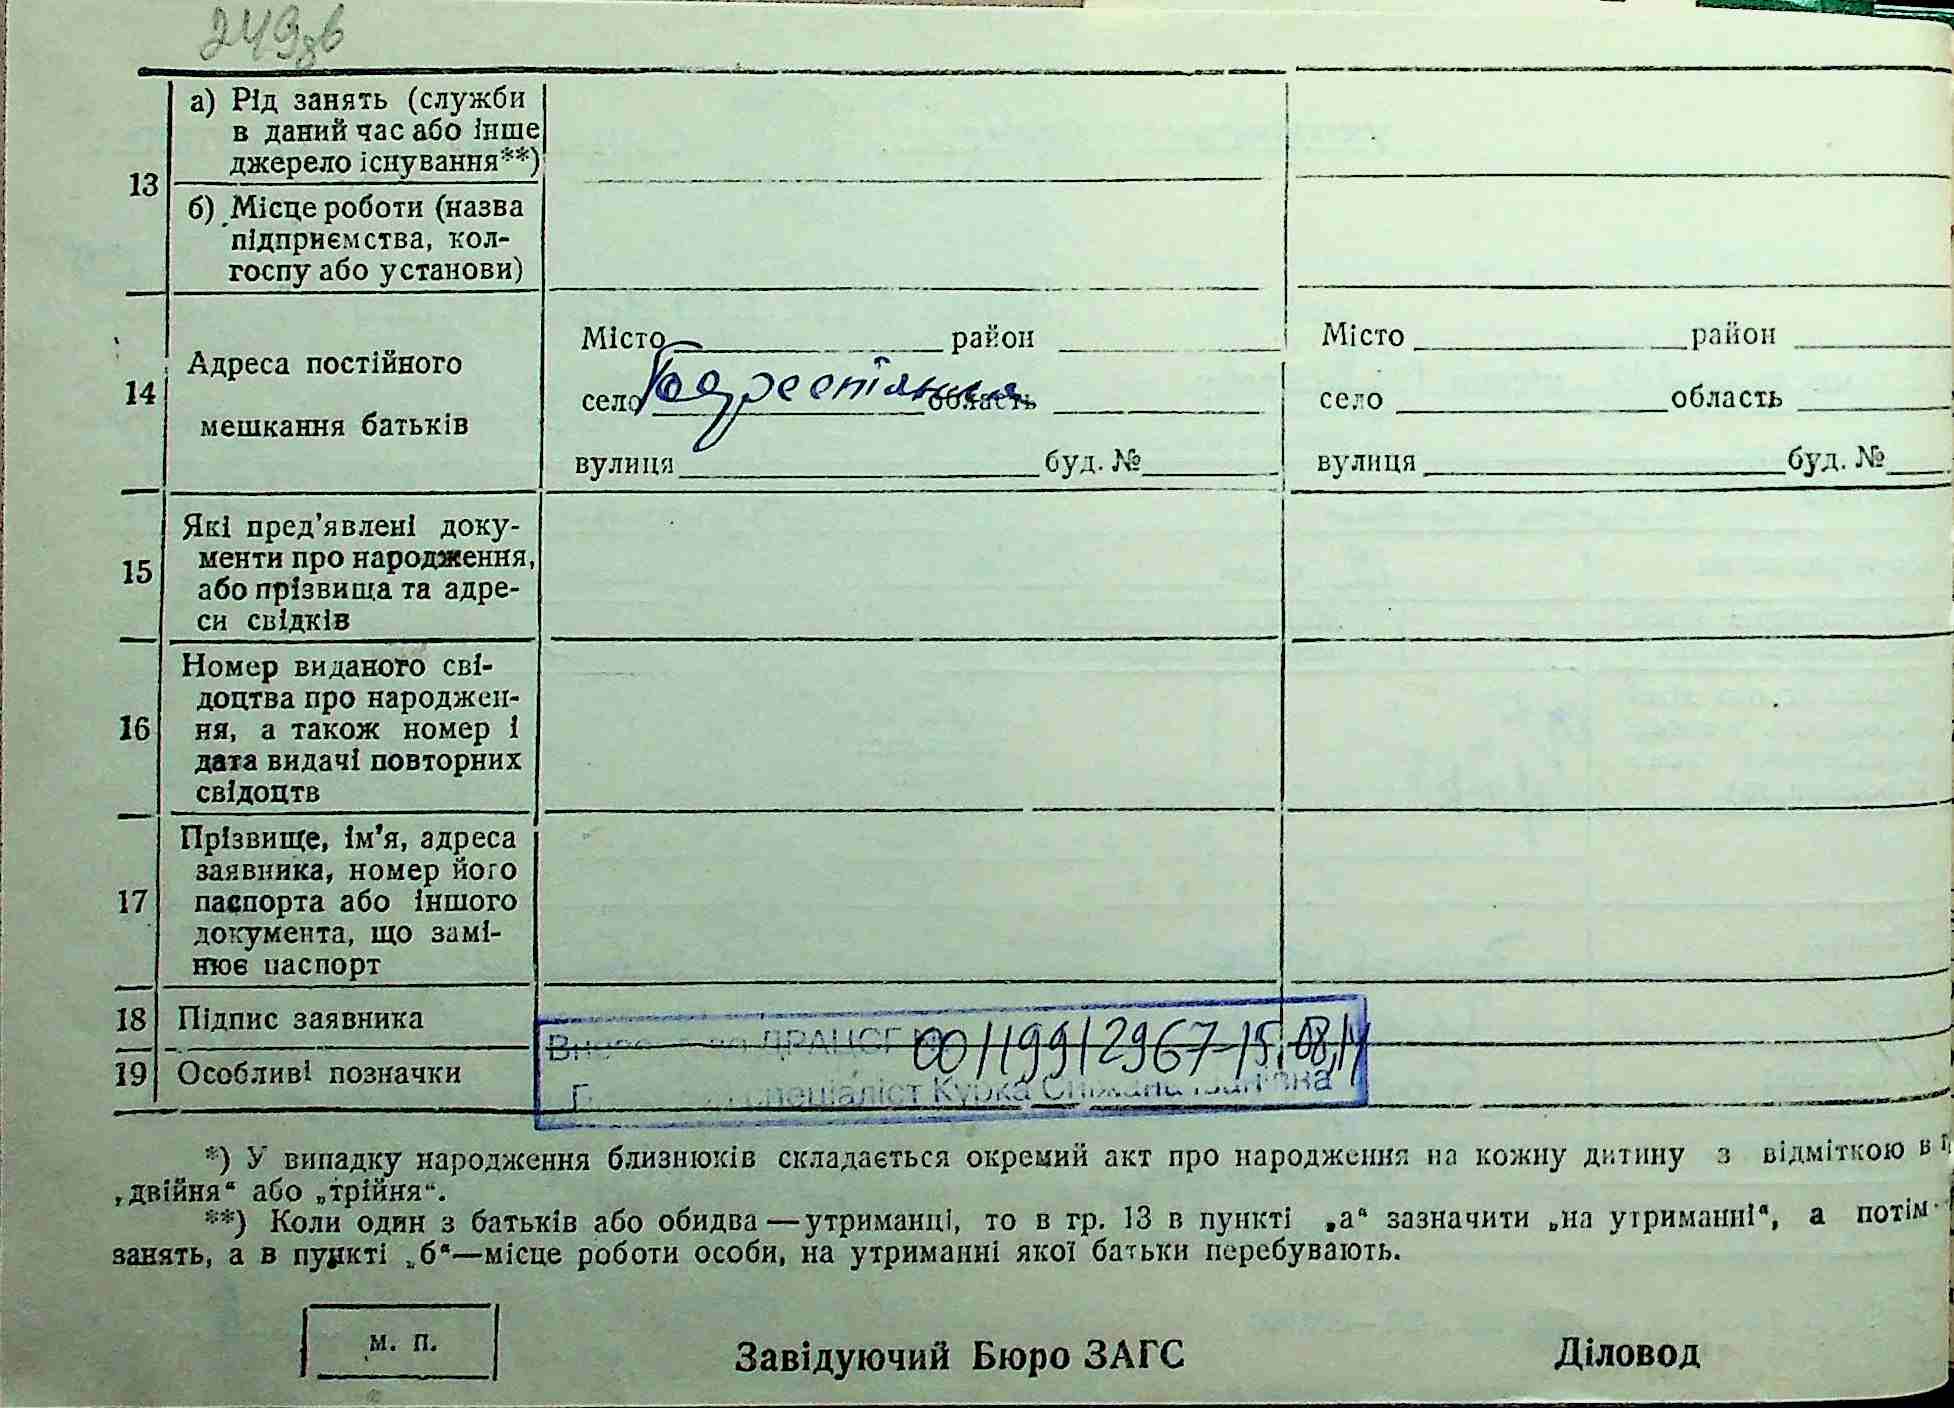 249зв
13
а) Рід занять (служби
в даний час або інше
джерело існування**)
б) Місце роботи (назва
підприємства, кол-
госпу або установи)
14
Адреса постійного
мешкання батьків
Місто район
село область
вулиця буд. №
Місто район
село область
вулиця буд. №
15
Які пред’явлені доку-
менти про народження,
або прізвища та адре-
си свідків
16
Номер виданого сві-
доцтва про народжен-
ня, а також номер і
дата видачі повторних
свідоцтв
17
Прізвище, ім’я, адреса
заявника, номер його
паспорта або іншого
документа, що замі-
нює паспорт
18 Підпис заявника
19 Особливі позначки
ДРАЦСГ 00119912967-15.08.14
спеціаліст Курка Сніжана Іванівна
*) У випадку народження близнюків складається окремий акт про народження на кожну дитину з відміткою в
„двійня“ або „трійня“.
**) Коли один з батьків або обидва—утриманці, то в гр. 13 в пункті „а“ зазначити „на утриманні“, а потім
занять, а в пункті „б“—місце роботи особи, на утриманні якої батьки перебувають.
м. п.
Завідуючий Бюро ЗАГС
Діловод